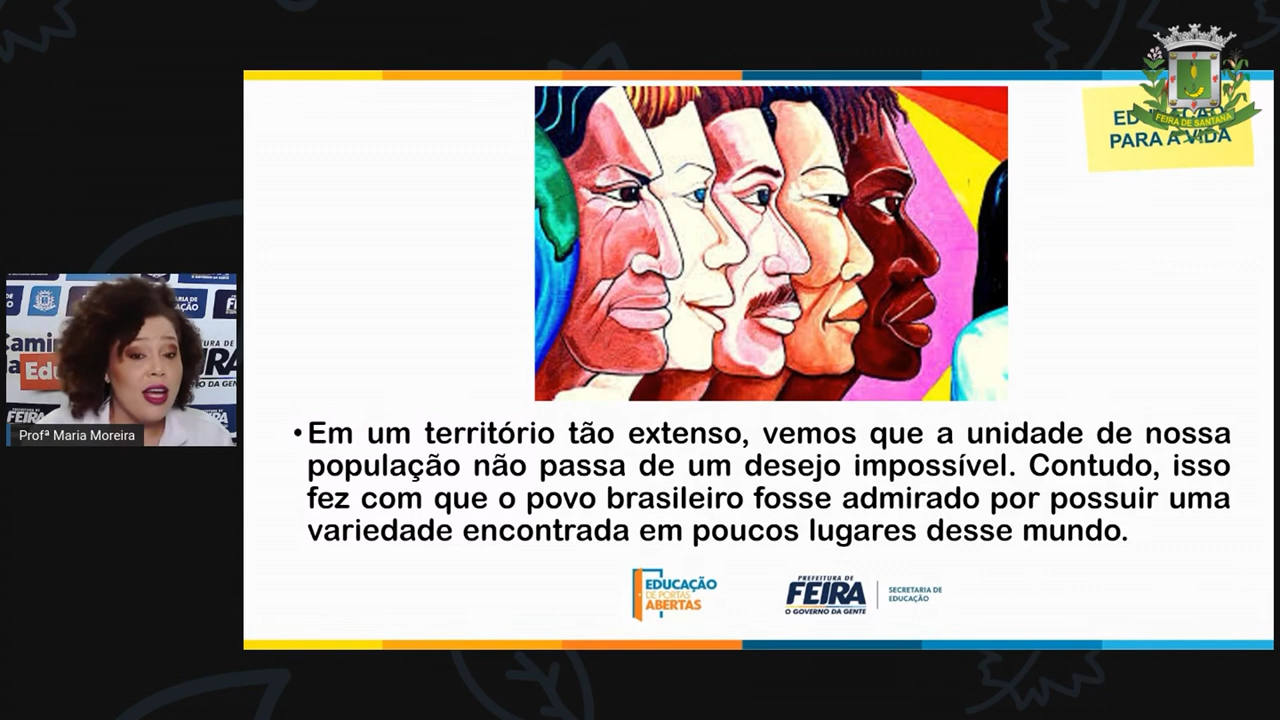 FEIRA DE SANTANA
PARA A VIDA
• Em um território tão extenso, vemos que a unidade de nossa
população não passa de um desejo impossível. Contudo, isso
fez com que o povo brasileiro fosse admirado por possuir uma
variedade encontrada em poucos lugares desse mundo.
Profª Maria Moreira
EDUCAÇÃO
DE PORTAS
ABERTAS
PREFEITURA DE
FEIRA
O GOVERNO DA GENTE
SECRETARIA DE
EDUCAÇÃO